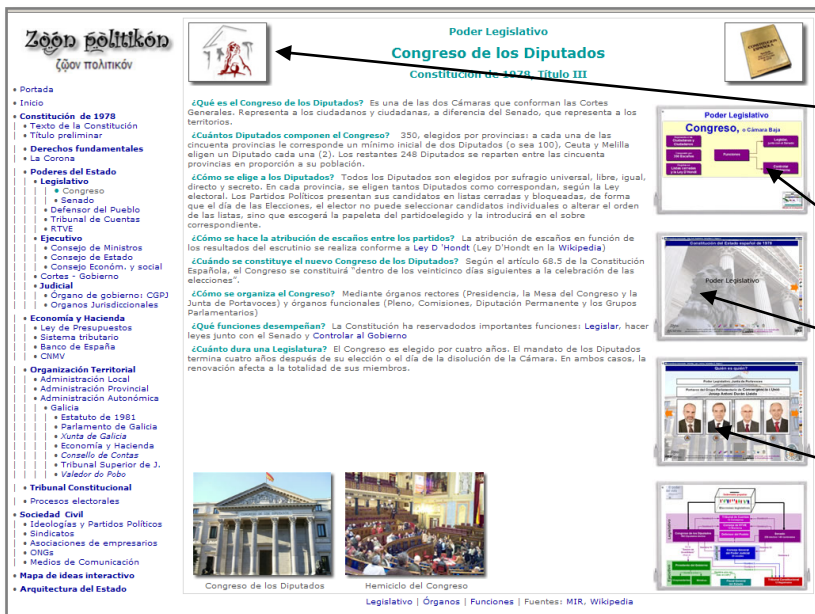 Zώον pολιtikόn
ζῷον πολιτικόν
Portada
Inicio
Constitución de 1978
Texto de la Constitución
Título preliminar
Derechos fundamentales
La Corona
Poderes del Estado
Legislativo
Congreso
Senado
Defensor del Pueblo
Tribunal de Cuentas
RTVE
Ejecutivo
Consejo de Ministros
Consejo de Estado
Consejo Económ. y social
Cortes - Gobierno
Judicial
Órgano de gobierno: CGPJ
Organos Jurisdiccionales
Economía y Hacienda
Ley de Presupuestos
Sistema tributario
Banco de España
CNMV
Organización Territorial
Administración Local
Administración Provincial
Administración Autonómica
Galicia
Estatuto de 1981
Parlamento de Galicia
Xunta de Galicia
Economía y Hacienda
Consello de Contas
Tribunal Superior de J.
Valedor do Pobo
Tribunal Constitucional
Procesos electorales
Sociedad Civil
Ideologías y Partidos Políticos
Sindicatos
Asociaciones de empresarios
ONGs
Medios de Comunicación
Mapa de ideas interactivo
Arquitectura del Estado
Poder Legislativo
Congreso de los Diputados
Constitución de 1978, Título III
¿Qué es el Congreso de los Diputados? Es una de las dos Cámaras que conforman las Cortes
Generales. Representa a los ciudadanos y ciudadanas, a diferencia del Senado, que representa a los
territorios.
¿Cuántos Diputados componen el Congreso? 350, elegidos por provincias: a cada una de las
cincuenta provincias le corresponde un mínimo inicial de dos Diputados (o sea 100), Ceuta y Melilla
eligen un Diputado cada una (2). Los restantes 248 Diputados se reparten entre las cincuenta
provincias en proporción a su población.
¿Cómo se elige a los Diputados? Todos los Diputados son elegidos por sufragio universal, libre, igual,
directo y secreto. En cada provincia, se eligen tantos Diputados como correspondan, según la Ley
electoral. Los Partidos Políticos presentan sus candidatos en listas cerradas y bloqueadas, de forma
que el día de las Elecciones, el elector no puede seleccionar candidatos individuales o alterar el orden
de las listas, sino que escogerá la papeleta del partidoelegido y la introducirá en el sobre
correspondiente.
¿Cómo se hace la atribución de escaños entre los partidos? La atribución de escaños en función de
los resultados del escrutinio se realiza conforme a Ley D 'Hondt (Ley D'Hondt en la Wikipedia)
¿Cuándo se constituye el nuevo Congreso de los Diputados? Según el artículo 68.5 de la Constitución
Española, el Congreso se constituirá "dentro de los veinticinco días siguientes a la celebración de las
elecciones".
¿Cómo se organiza el Congreso? Mediante órganos rectores (Presidencia, la Mesa del Congreso y la
Junta de Portavoces) y órganos funcionales (Pleno, Comisiones, Diputación Permanente y los Grupos
Parlamentarios)
¿Qué funciones desempeñan? La Constitución ha reservadodos importantes funciones: Legislar, hacer
leyes junto con el Senado y Controlar al Gobierno
¿Cuánto dura una Legislatura? El Congreso es elegido por cuatro años. El mandato de los Diputados
termina cuatro años después de su elección o el día de la disolución de la Cámara. En ambos casos, la
renovación afecta a la totalidad de sus miembros.
Congreso de los Diputados
Hemiciclo del Congreso
Legislativo | Órganos | Funciones | Fuentes: MIR, Wikipedia
Poder Legislativo
Congreso, o Cámara Baja
Funciones
Constitución del Estado español de 1978
Poder Legislativo
Quién es quién?